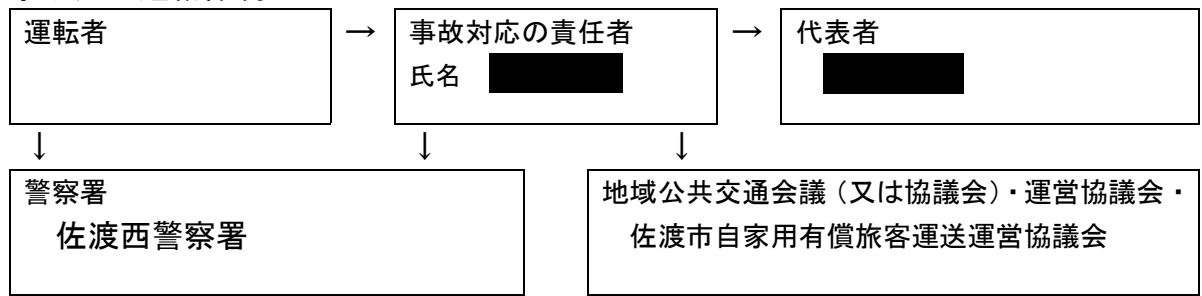 運転者 → 事故対応の責任者 → 代表者
氏名
↓ ↓ ↓
警察署
佐渡西警察署
地域公共交通会議（又は協議会）・運営協議会・
佐渡市自家用有償旅客運送運営協議会